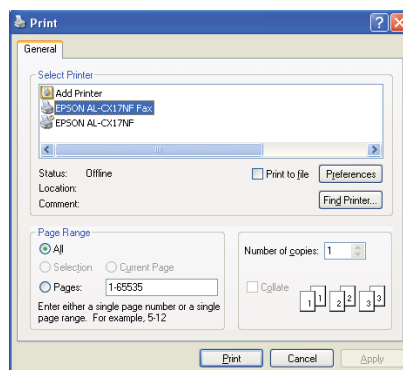 Print
General
Select Printer
Add Printer
EPSON AL-CX17NF Fax
EPSON AL-CX17NF
Status: Offline
Print to file
Preferences
Location:
Comment:
Find Printer...
Page Range
All
Selection
Current Page
Pages: 1-65535
Enter either a single page number or a single
page range. For example, 5-12
Number of copies: 1
Collate
1 1 2 2 3 3
Print
Cancel
Apply